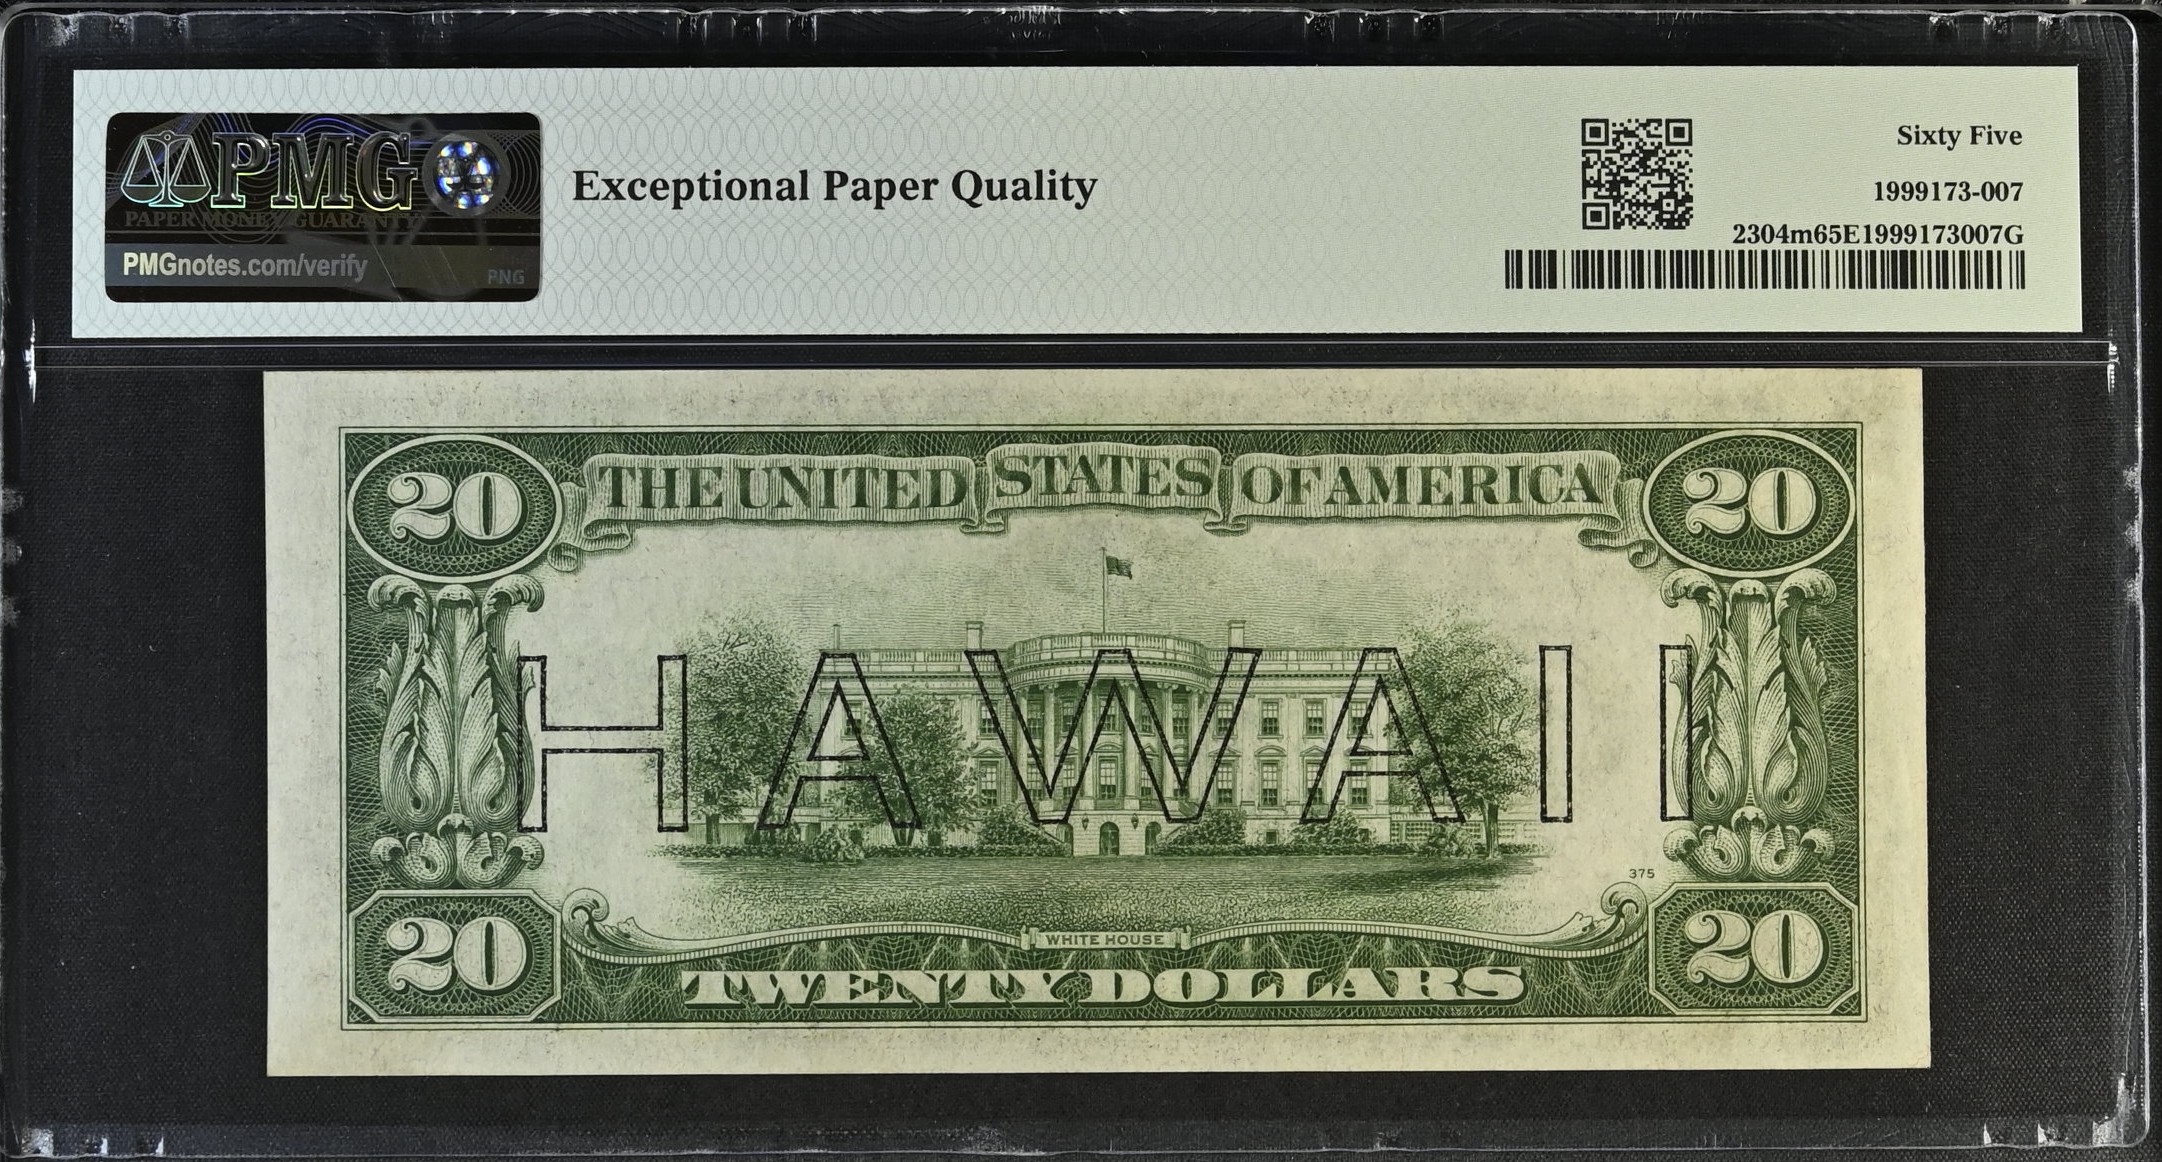 PMG
PAPER MONEY GUARANTY
PMGnotes.com/verify
PNG
Exceptional Paper Quality
Sixty Five
1999173-007
2304m65E1999173007G
20
THE UNITED STATES OF AMERICA
20
HAWAII
375
20
WHITE HOUSE
20
TWENTY DOLLARS